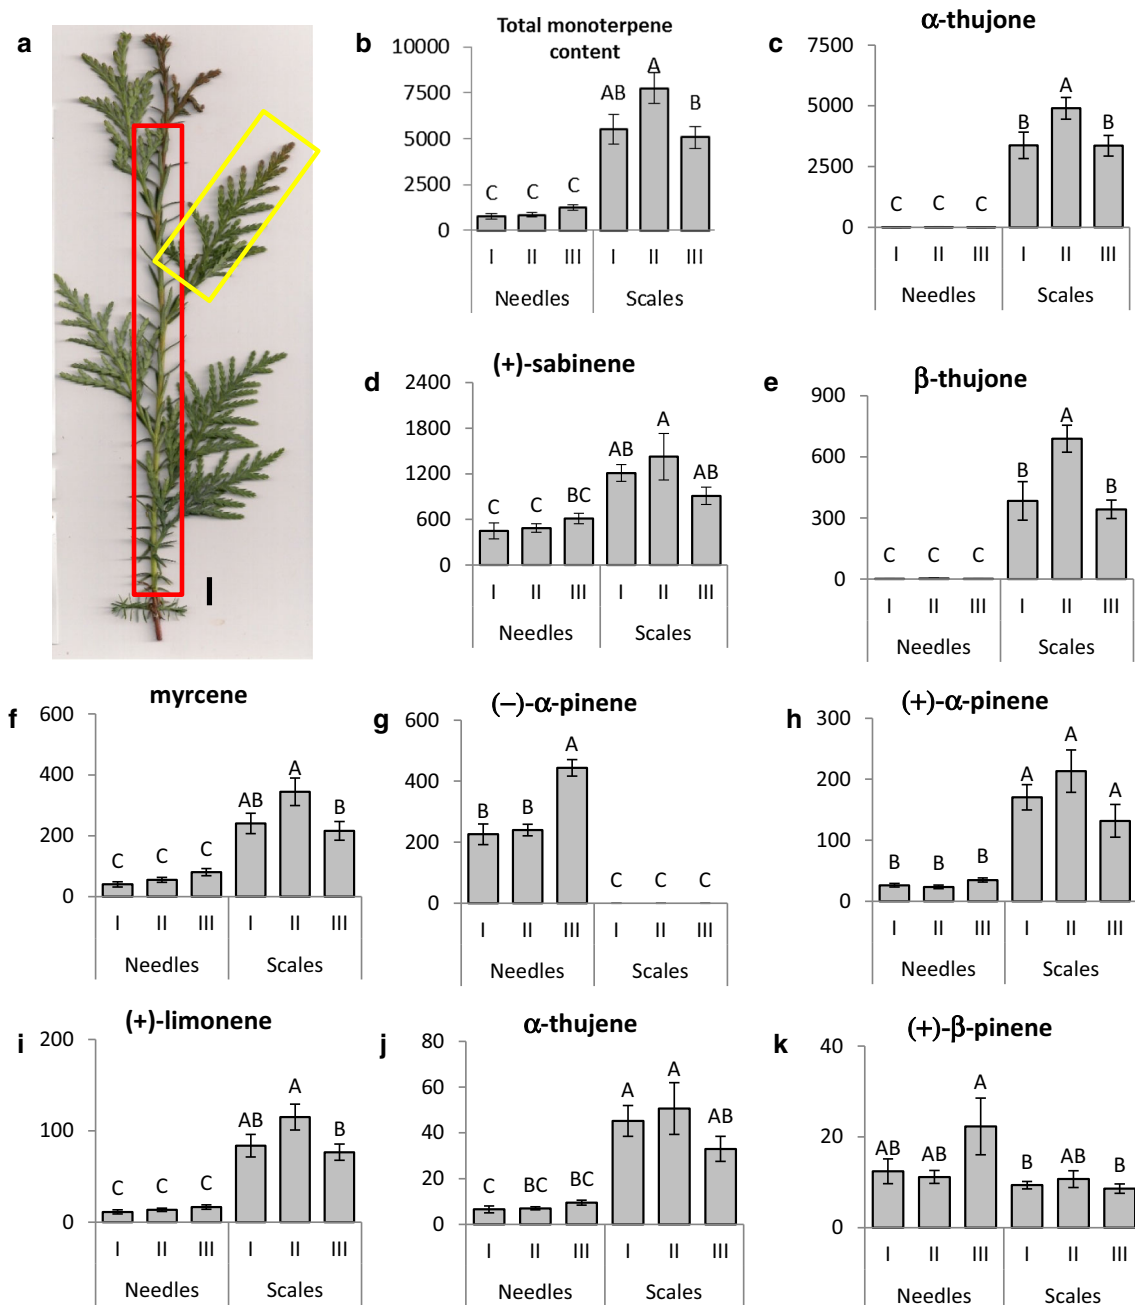 a
b
Total monoterpene
content
10000
7500
5000
2500
0
C C C AB A B
I II III I II III
Needles Scales
c
α-thujone
7500
5000
2500
0
C C C B A B
I II III I II III
Needles Scales
d
(+)-sabinene
2400
1800
1200
600
0
C C BC AB A AB
I II III I II III
Needles Scales
e
β-thujone
900
600
300
0
C C C B A B
I II III I II III
Needles Scales
f
myrcene
600
400
200
0
C C C AB A B
I II III I II III
Needles Scales
g
(−)-α-pinene
600
400
200
0
B B A C C C
I II III I II III
Needles Scales
h
(+)-α-pinene
300
200
100
0
B B B A A A
I II III I II III
Needles Scales
i
(+)-limonene
200
100
0
C C C AB A B
I II III I II III
Needles Scales
j
α-thujene
80
60
40
20
0
C BC BC A A AB
I II III I II III
Needles Scales
k
(+)-β-pinene
40
20
0
AB AB A B AB B
I II III I II III
Needles Scales